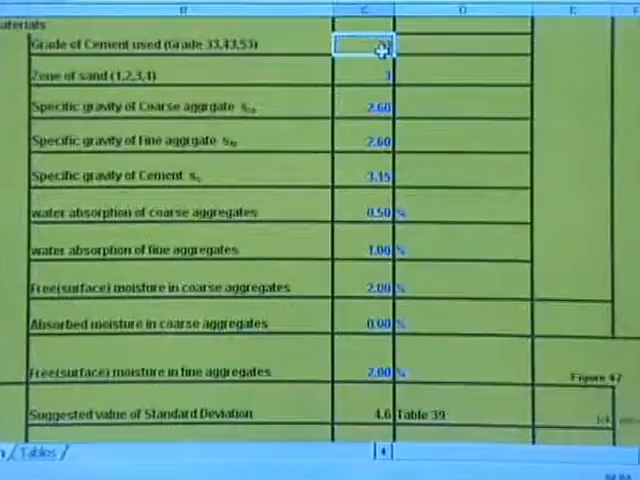 B C D E F
aterials
Grade of Cement used (Grade 33,43,53)
Zone of sand (1,2,3,4) 3
Specific gravity of Coarse aggrgate 2.60
Specific gravity of Fine aggrgate 2.60
Specific gravity of Cement 3.15
water absorption of coarse aggregates 0.50 %
water absorption of fine aggregates 1.00 %
Free(surface) moisture in coarse aggregates 2.00 %
Absorbed moisture in coarse aggregates 0.00 %
Free(surface) moisture in fine aggregates 2.00 %
Figure 47
Suggested value of Standard Deviation 4.6 Table 39
Tables